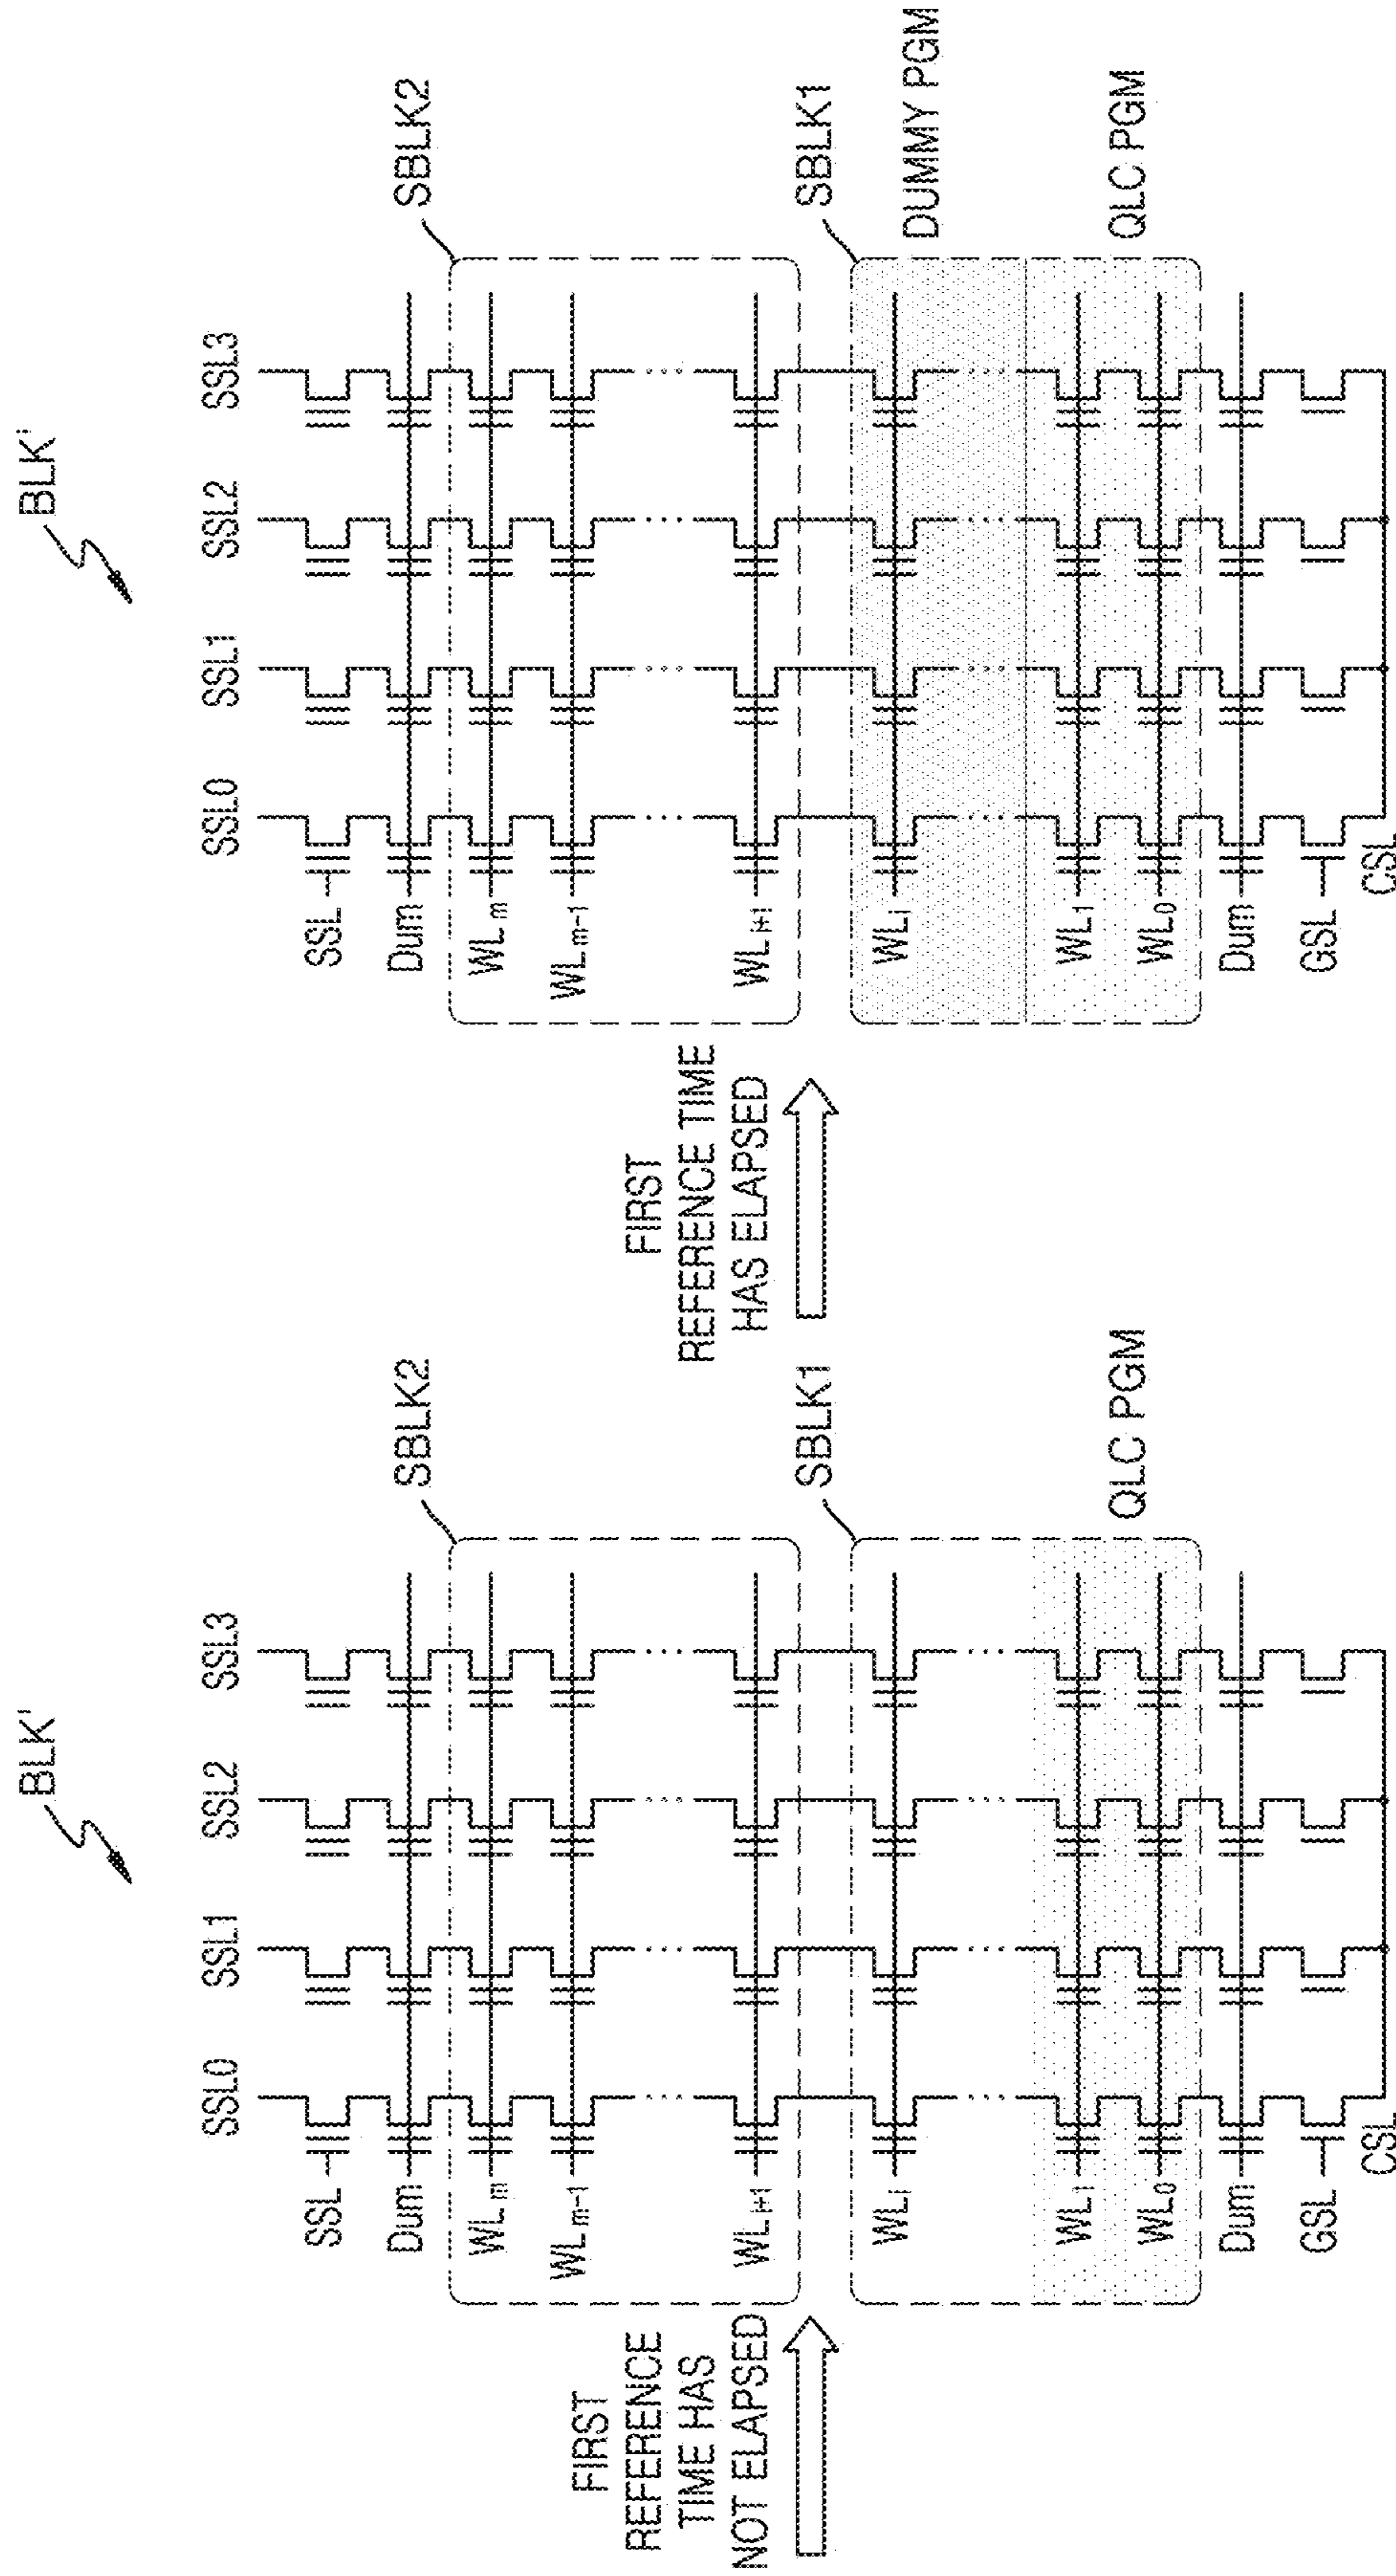 BLK'
SSL0 SSL1 SSL2 SSL3
FIRST
REFERENCE
TIME HAS
NOT ELAPSED
SSL
Dum
WLm
WLm-1
WLi+1
WLi
WL1
WL0
Dum
GSL
CSL
SBLK2
SBLK1
QLC PGM
FIRST
REFERENCE TIME
HAS ELAPSED
BLK'
SSL0 SSL1 SSL2 SSL3
SSL
Dum
WLm
WLm-1
WLi+1
WLi
WL1
WL0
Dum
GSL
CSL
SBLK2
SBLK1
DUMMY PGM
QLC PGM